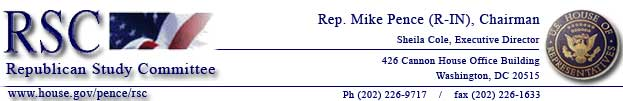 RSC
Republican Study Committee
www.house.gov/pence/rsc
Rep. Mike Pence (R-IN), Chairman
Sheila Cole, Executive Director
426 Cannon House Office Building
Washington, DC 20515
Ph (202) 226-9717 / fax (202) 226-1633
U.S. HOUSE OF
REPRESENTATIVES